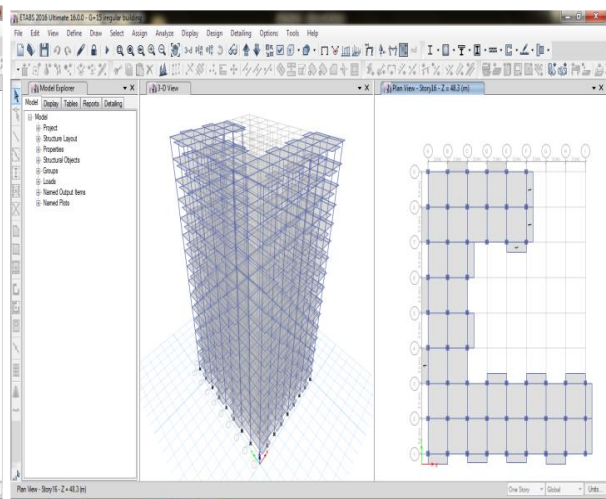 ETABS 2016 Ultimate 16.0.0 - G+15 irregular building
File Edit View Define Draw Select Assign Analyze Display Design Detailing Options Tools Help
Model Explorer
Model Display Tables Reports Detailing
Model
Project
Structure Layout
Properties
Structural Objects
Groups
Loads
Named Output Items
Named Plots
3-D View
Plan View - Story16 - Z = 48.3 (m)
Plan View - Story16 - Z = 48.3 (m)
One Story Global Units...